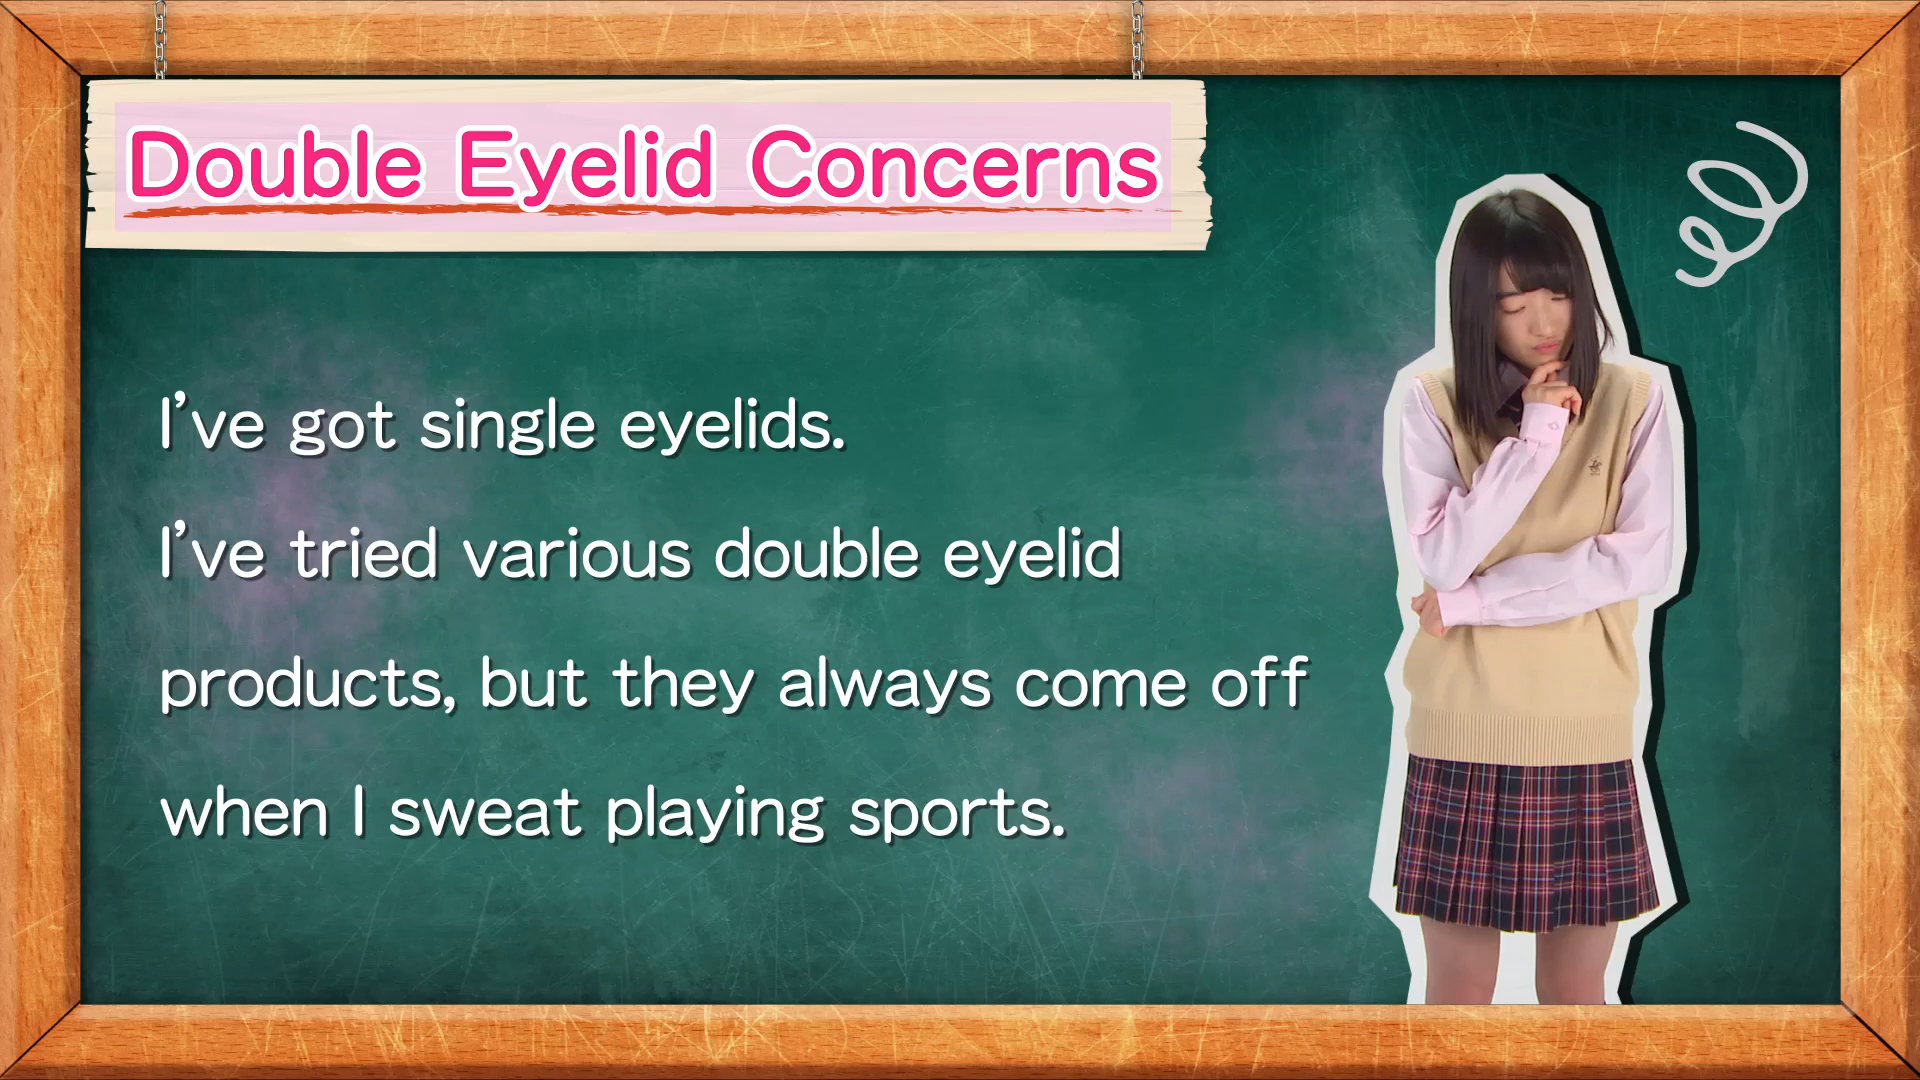 Double Eyelid Concerns
I've got single eyelids.
I've tried various double eyelid
products, but they always come off
when I sweat playing sports.